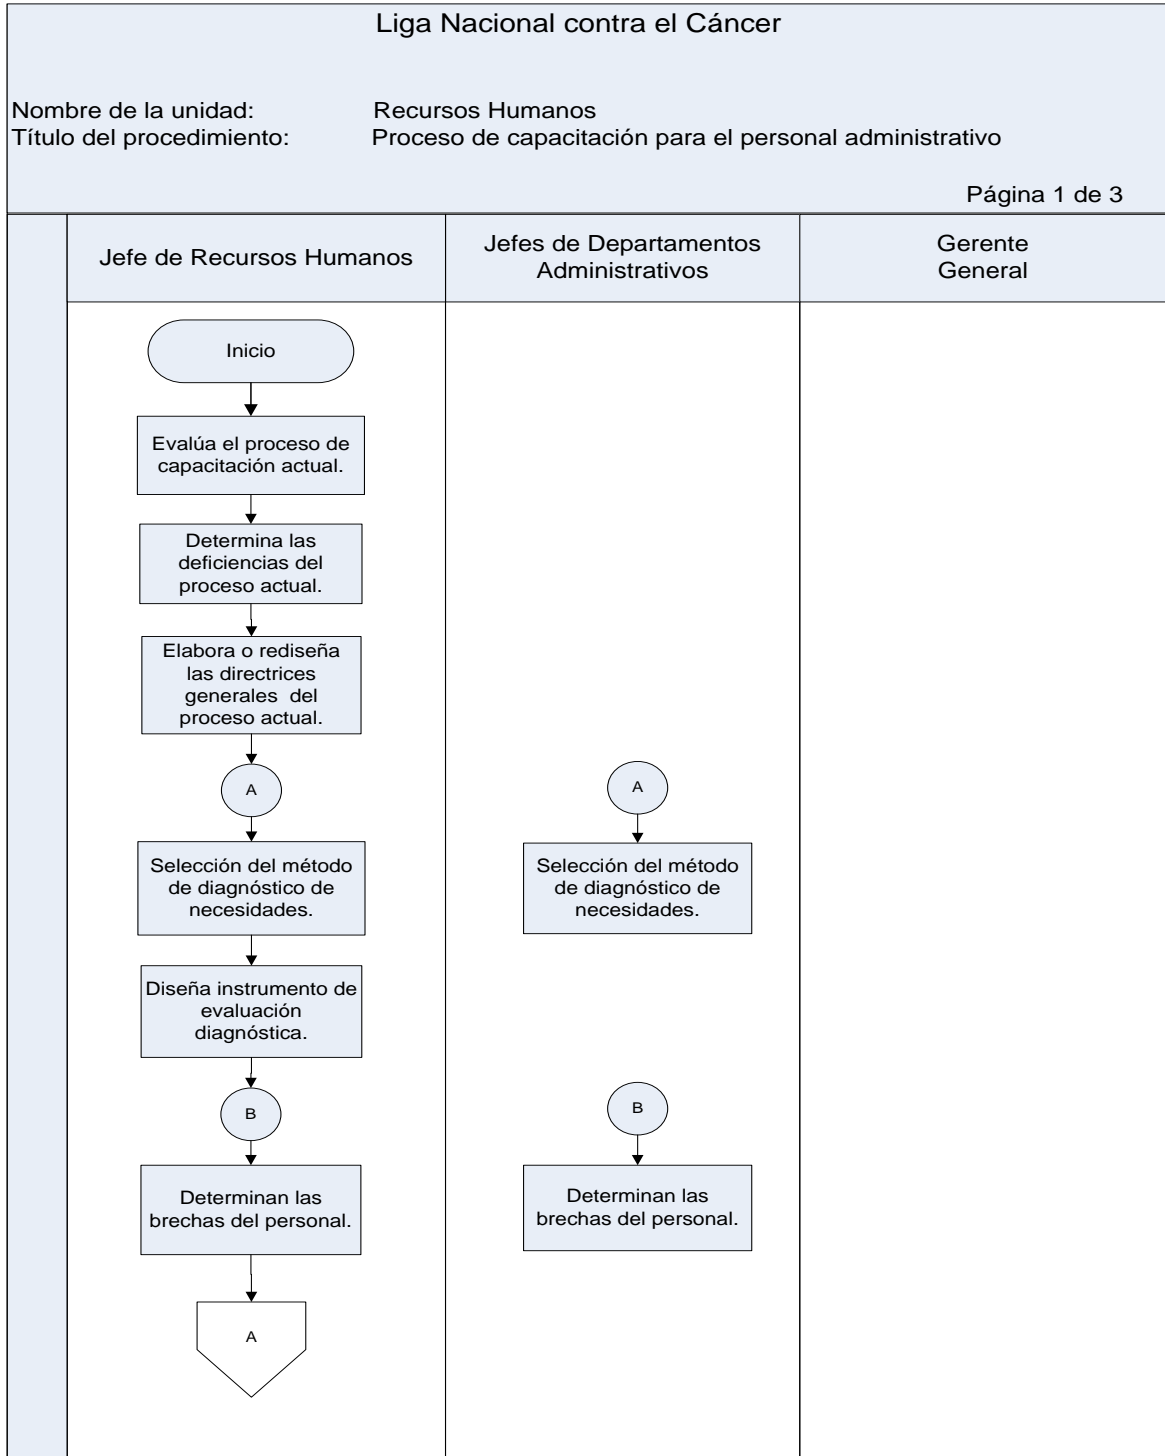 Liga Nacional contra el Cáncer
Nombre de la unidad: Recursos Humanos
Título del procedimiento: Proceso de capacitación para el personal administrativo
Página 1 de 3
Jefe de Recursos Humanos
Jefes de Departamentos
Administrativos
Gerente
General
Inicio
Evalúa el proceso de
capacitación actual.
Determina las
deficiencias del
proceso actual.
Elabora o rediseña
las directrices
generales del
proceso actual.
A
Selección del método
de diagnóstico de
necesidades.
Diseña instrumento de
evaluación
diagnóstica.
B
Determinan las
brechas del personal.
A
A
Selección del método
de diagnóstico de
necesidades.
B
Determinan las
brechas del personal.